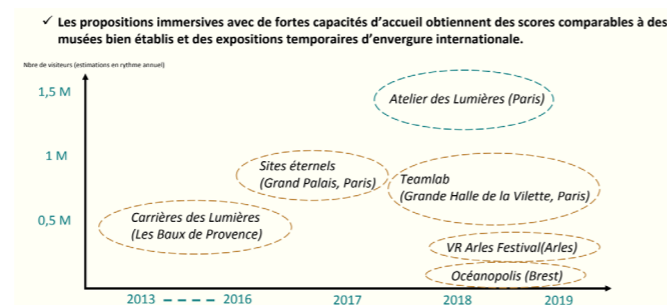 ✓ Les propositions immersives avec de fortes capacités d'accueil obtiennent des scores comparables à des
musées bien établis et des expositions temporaires d'envergure internationale.
Nbre de visiteurs (estimations en rythme annuel)
1,5 M
Atelier des Lumières (Paris)
1 M
Sites éternels
(Grand Palais, Paris)
Teamlab
(Grande Halle de la Vilette, Paris)
0,5 M
Carrières des Lumières
(Les Baux de Provence)
VR Arles Festival(Arles)
Océanopolis (Brest)
2013 2016 2017 2018 2019